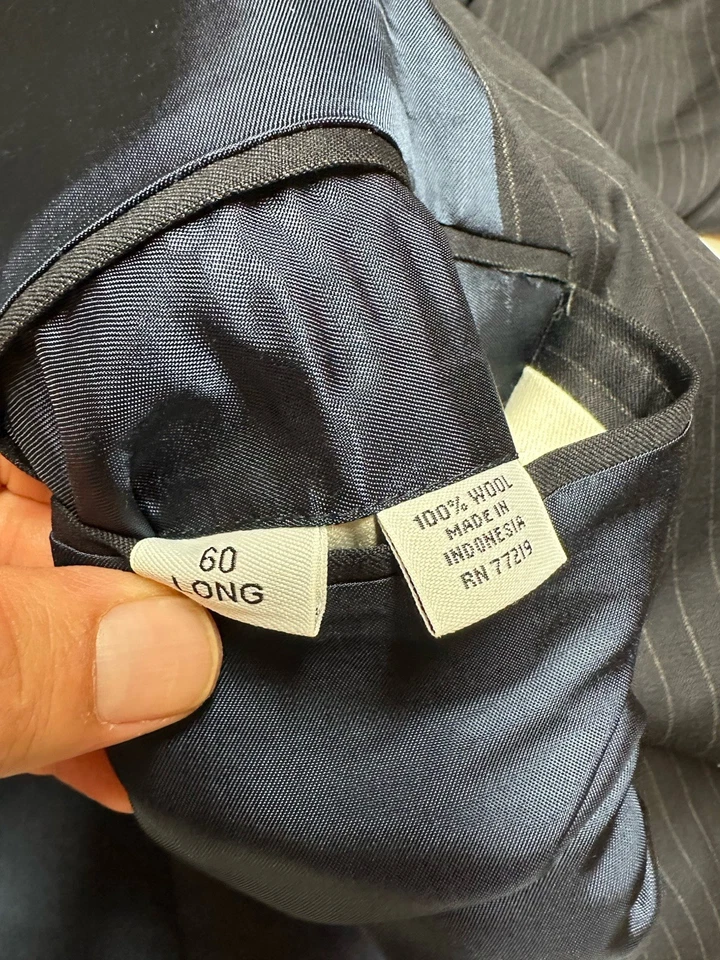 60
LONG
100% WOOL
MADE IN
INDONESIA
RN 77219